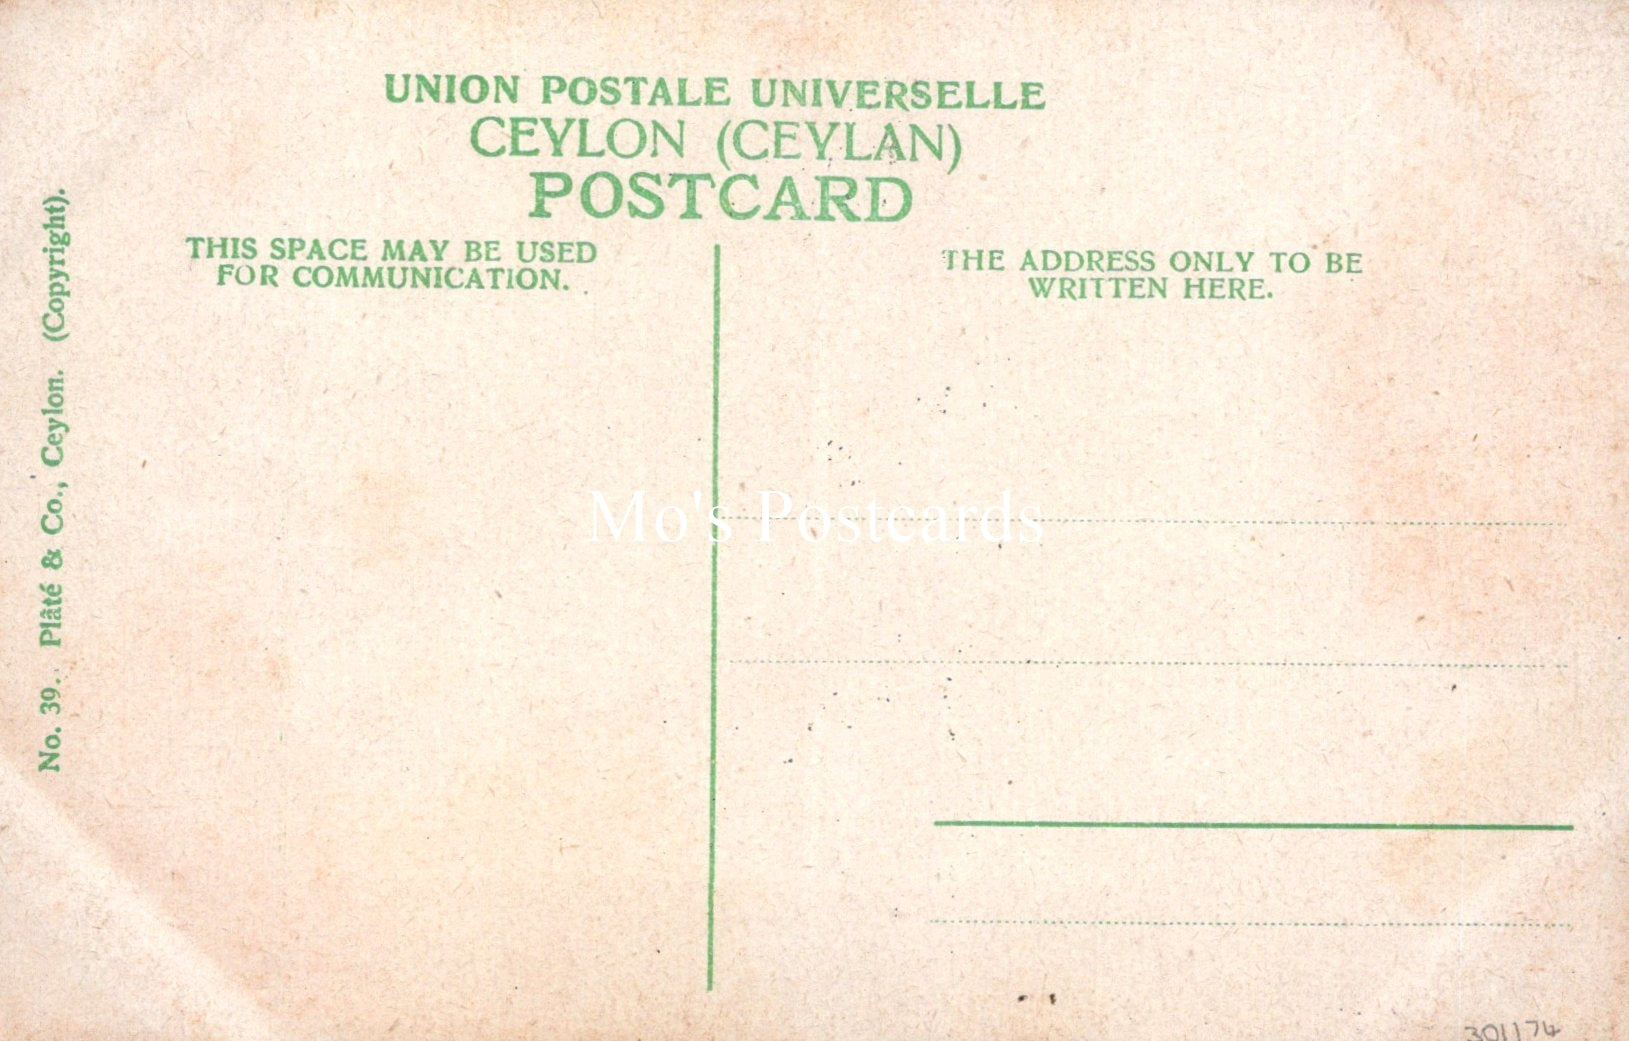 UNION POSTALE UNIVERSELLE
CEYLON (CEYLAN)
POSTCARD
THIS SPACE MAY BE USED
FOR COMMUNICATION.
THE ADDRESS ONLY TO BE
WRITTEN HERE.
No. 39. Plâté & Co., Ceylon. (Copyright).
Mo's Postcards
301174